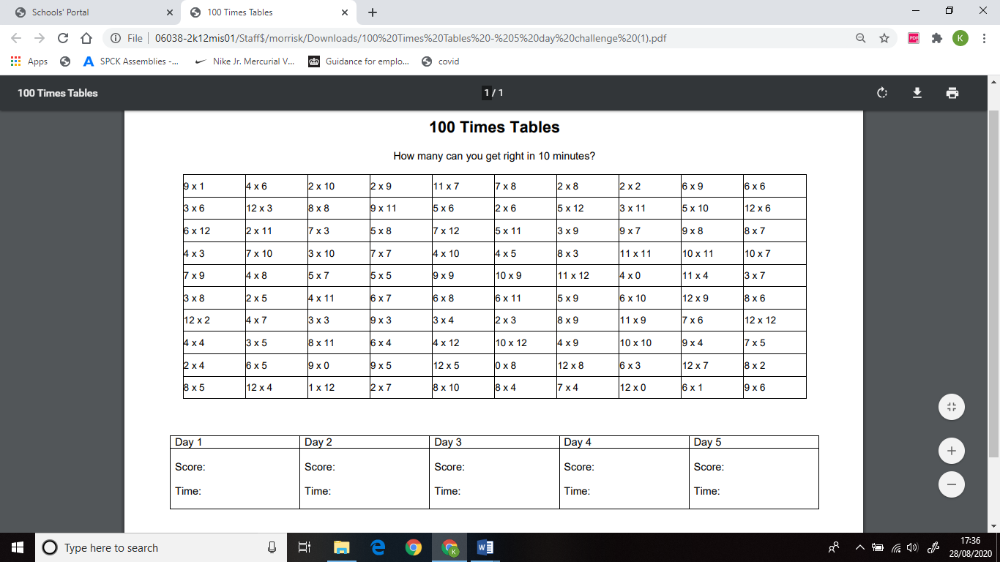 Schools' Portal
100 Times Tables
File 06038-2k12mis01/Staff$/morrisk/Downloads/100%20Times%20Tables%20-%205%20day%20challenge%20(1).pdf
PDF
K
Apps SPCK Assemblies -... Nike Jr. Mercurial V... Guidance for emplo... covid
100 Times Tables 1 / 1
100 Times Tables
How many can you get right in 10 minutes?
9 x 1 4 x 6 2 x 10 2 x 9 11 x 7 7 x 8 2 x 8 2 x 2 6 x 9 6 x 6
3 x 6 12 x 3 8 x 8 9 x 11 5 x 6 2 x 6 5 x 12 3 x 11 5 x 10 12 x 6
6 x 12 2 x 11 7 x 3 5 x 8 7 x 12 5 x 11 3 x 9 9 x 7 9 x 8 8 x 7
4 x 3 7 x 10 3 x 10 7 x 7 4 x 10 4 x 5 8 x 3 11 x 11 10 x 11 10 x 7
7 x 9 4 x 8 5 x 7 5 x 5 9 x 9 10 x 9 11 x 12 4 x 0 11 x 4 3 x 7
3 x 8 2 x 5 4 x 11 6 x 7 6 x 8 6 x 11 5 x 9 6 x 10 12 x 9 8 x 6
12 x 2 4 x 7 3 x 3 9 x 3 3 x 4 2 x 3 8 x 9 11 x 9 7 x 6 12 x 12
4 x 4 3 x 5 8 x 11 6 x 4 4 x 12 10 x 12 4 x 9 10 x 10 9 x 4 7 x 5
2 x 4 6 x 5 9 x 0 9 x 5 12 x 5 0 x 8 12 x 8 6 x 3 12 x 7 8 x 2
8 x 5 12 x 4 1 x 12 2 x 7 8 x 10 8 x 4 7 x 4 12 x 0 6 x 1 9 x 6
Day 1 Day 2 Day 3 Day 4 Day 5
Score: Score: Score: Score: Score:
Time: Time: Time: Time: Time:
Type here to search
K
W
17:36
28/08/2020